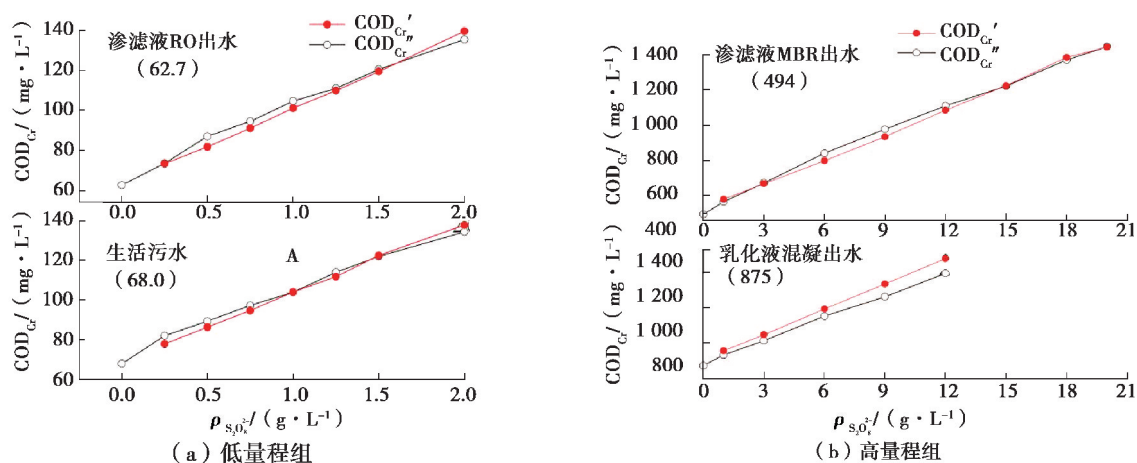 COD_Cr/(mg·L⁻¹)
140
120
100
80
60
渗滤液RO出水
(62.7)
COD_Cr′
COD_Cr″
0.0 0.5 1.0 1.5 2.0
COD_Cr/(mg·L⁻¹)
140
120
100
80
60
生活污水
(68.0)
A
0.0 0.5 1.0 1.5 2.0
ρ_S₂O₈²⁻/(g·L⁻¹)
(a)低量程组
COD_Cr/(mg·L⁻¹)
1 400
1 200
1 000
800
600
400
渗滤液MBR出水
(494)
COD_Cr′
COD_Cr″
0 3 6 9 12 15 18 21
COD_Cr/(mg·L⁻¹)
1 400
1 200
1 000
800
乳化液混凝出水
(875)
0 3 6 9 12 15 18 21
ρ_S₂O₈²⁻/(g·L⁻¹)
(b)高量程组